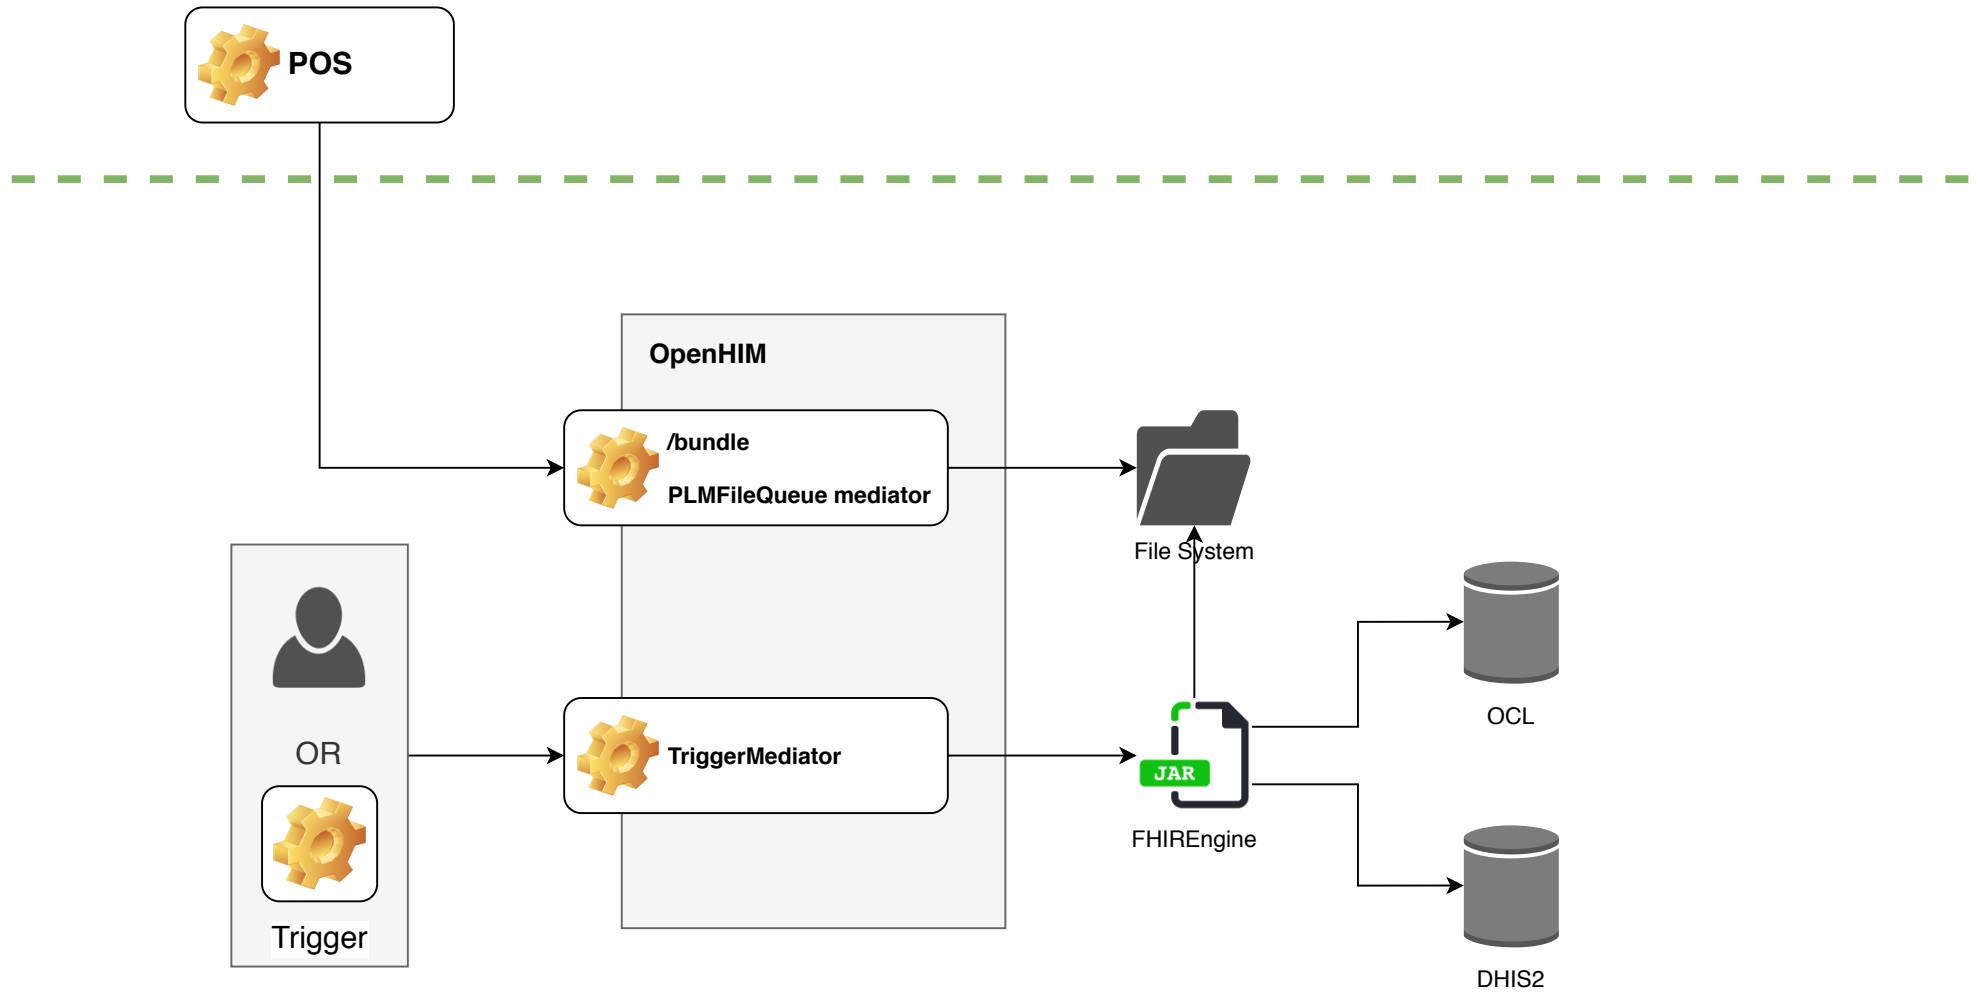 POS
OpenHIM
/bundle
PLMFileQueue mediator
File System
OR
Trigger
TriggerMediator
JAR
FHIREngine
OCL
DHIS2